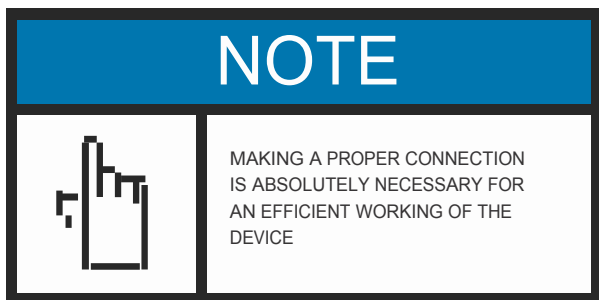 NOTE
MAKING A PROPER CONNECTION
IS ABSOLUTELY NECESSARY FOR
AN EFFICIENT WORKING OF THE
DEVICE